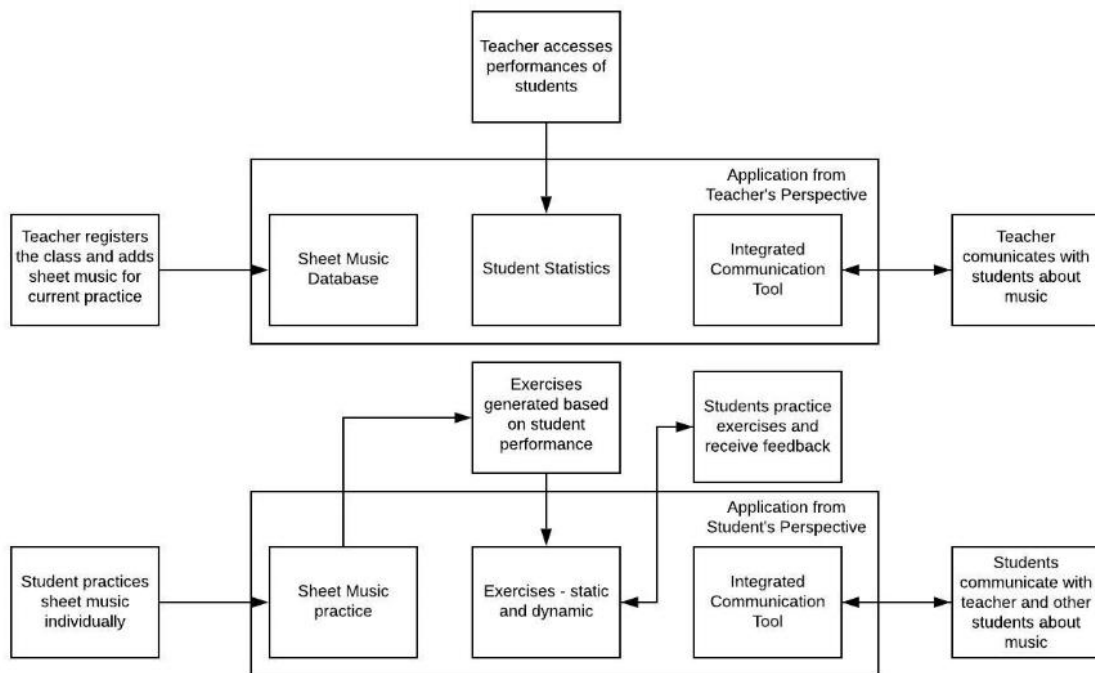 Teacher accesses
performances of
students
Application from
Teacher's Perspective
Teacher registers
the class and adds
sheet music for
current practice
Sheet Music
Database
Student Statistics
Integrated
Communication
Tool
Teacher
comunicates with
students about
music
Exercises
generated based
on student
performance
Students practice
exercises and
receive feedback
Application from
Student's Perspective
Student practices
sheet music
individually
Sheet Music
practice
Exercises - static
and dynamic
Integrated
Communication
Tool
Students
communicate with
teacher and other
students about
music